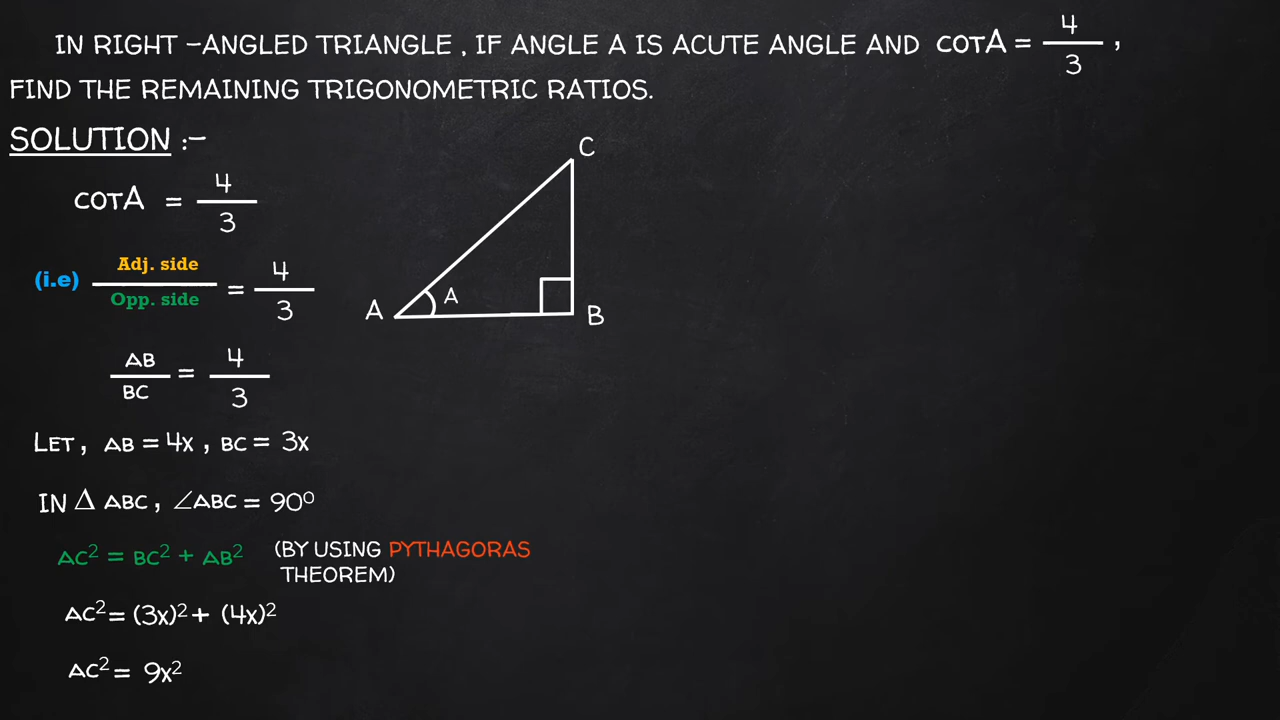 IN RIGHT -ANGLED TRIANGLE , IF ANGLE A IS ACUTE ANGLE AND COTA = 4/3 ,
FIND THE REMAINING TRIGONOMETRIC RATIOS.
SOLUTION :-
COTA = 4/3
(i.e) Adj. side / Opp. side = 4/3
AB/BC = 4/3
LET , AB = 4x , BC = 3x
IN Δ ABC , ∠ABC = 90⁰
AC² = BC² + AB² (BY USING PYTHAGORAS
THEOREM)
AC² = (3x)² + (4x)²
AC² = 9x²
C
A
A
B